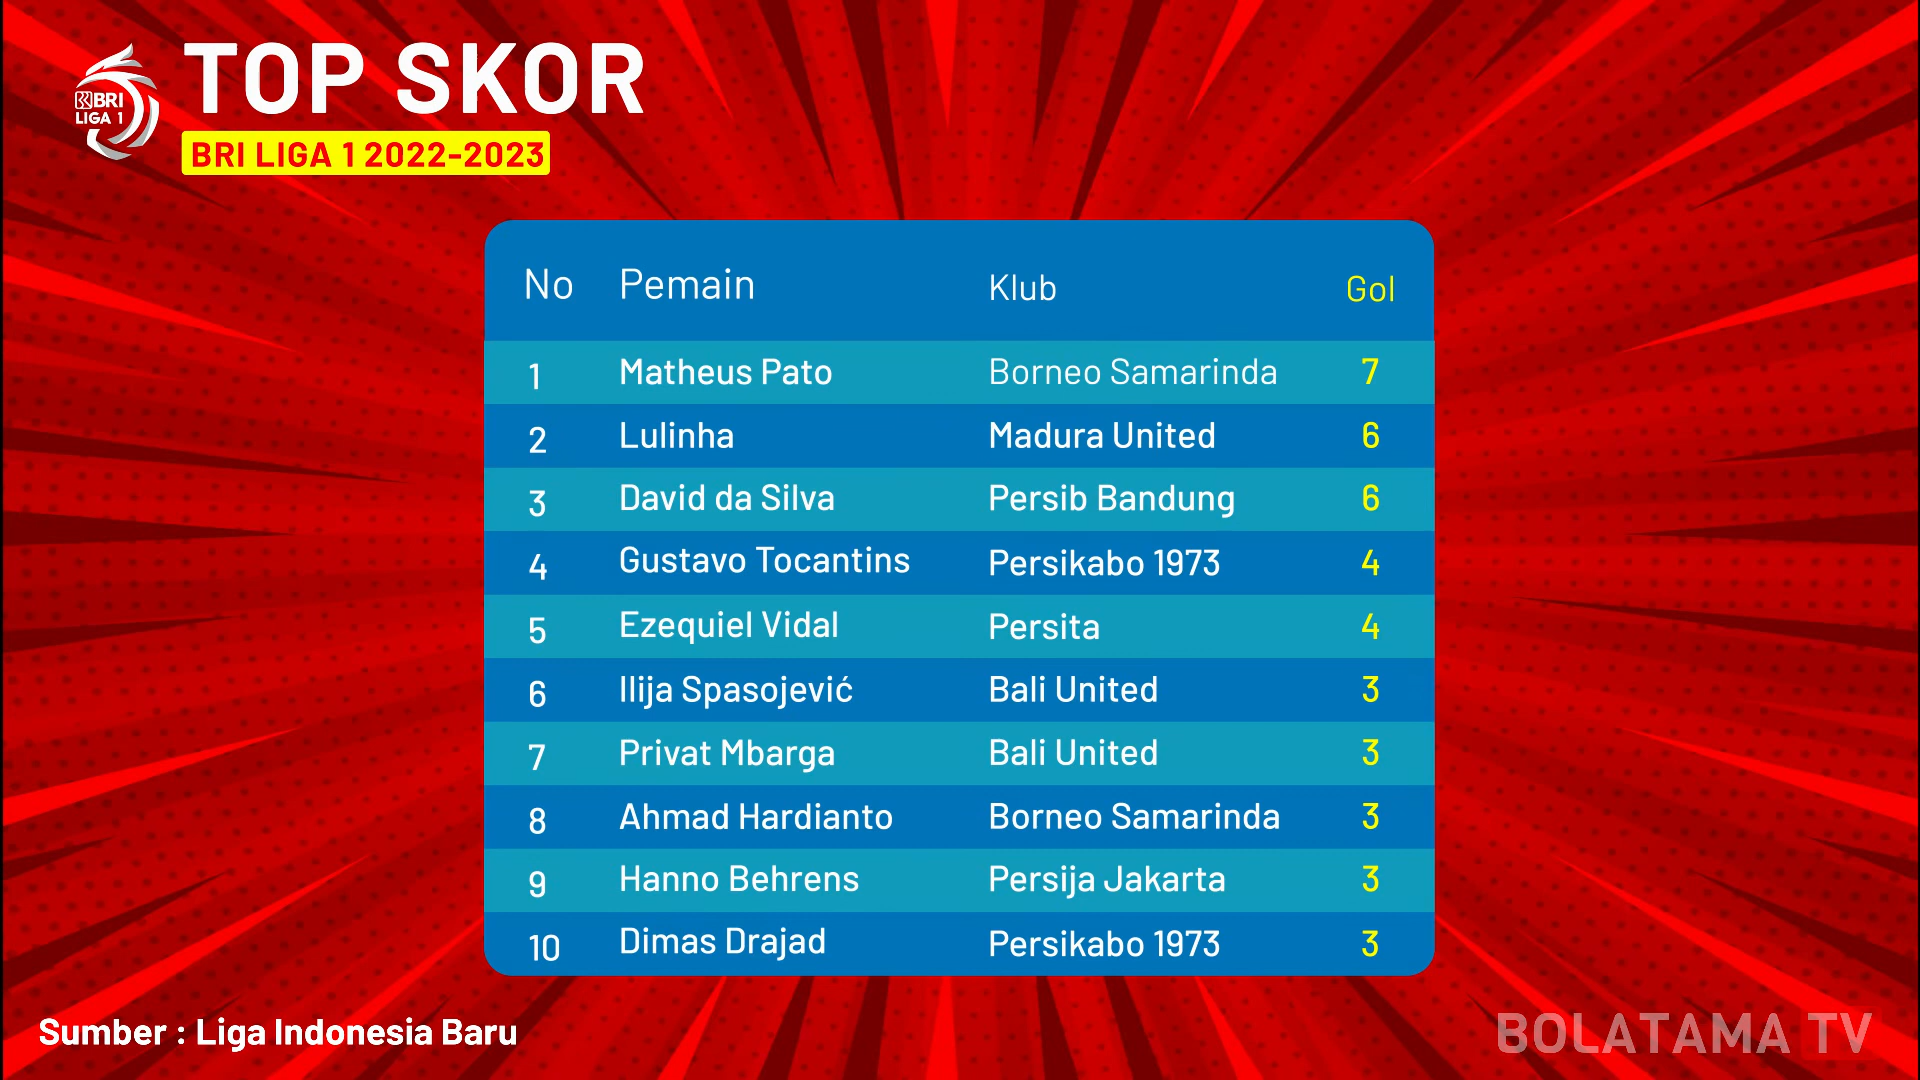 BRI
LIGA 1
TOP SKOR
BRI LIGA 1 2022-2023
No Pemain Klub Gol
1 Matheus Pato Borneo Samarinda 7
2 Lulinha Madura United 6
3 David da Silva Persib Bandung 6
4 Gustavo Tocantins Persikabo 1973 4
5 Ezequiel Vidal Persita 4
6 Ilija Spasojević Bali United 3
7 Privat Mbarga Bali United 3
8 Ahmad Hardianto Borneo Samarinda 3
9 Hanno Behrens Persija Jakarta 3
10 Dimas Drajad Persikabo 1973 3
Sumber : Liga Indonesia Baru
BOLATAMA TV